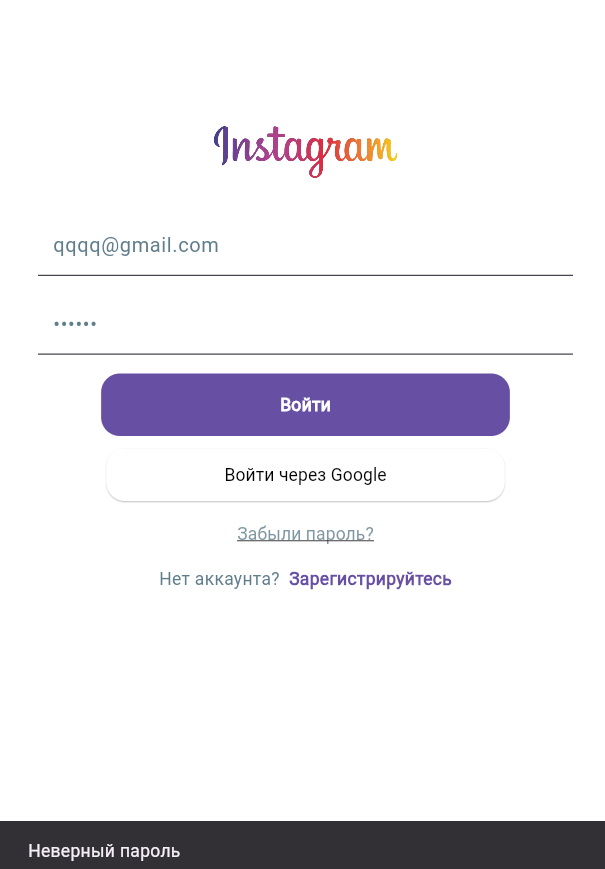 Instagram
qqqq@gmail.com
••••••
Войти
Войти через Google
Забыли пароль?
Нет аккаунта? Зарегистрируйтесь
Неверный пароль